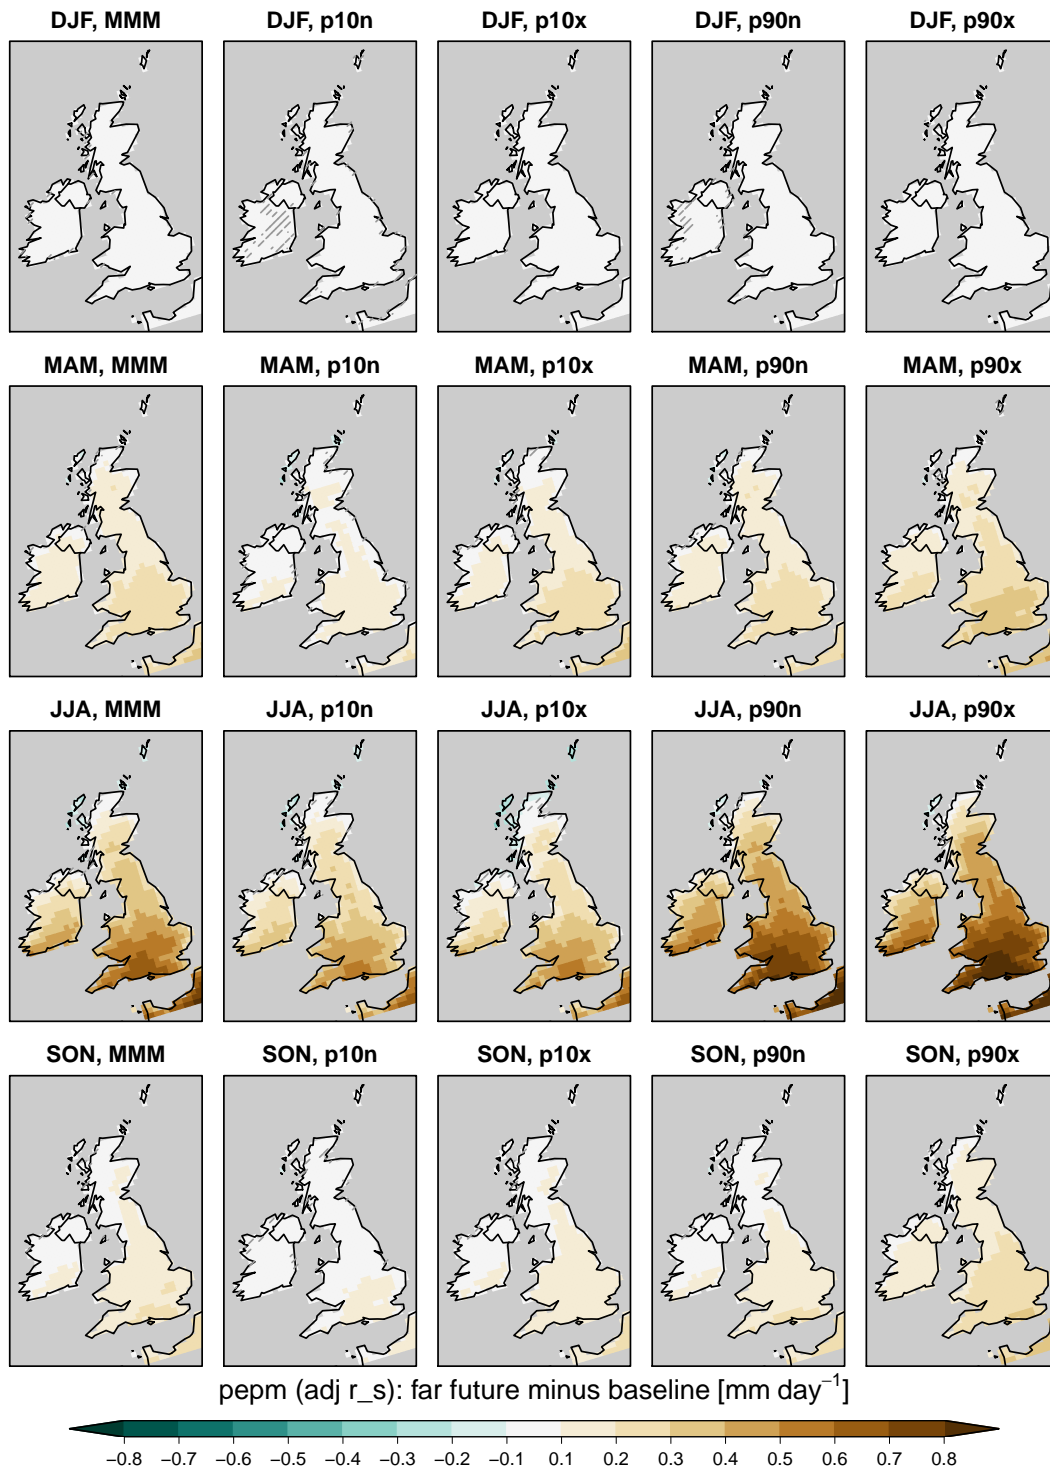 DJF, MMM DJF, p10n DJF, p10x DJF, p90n DJF, p90x
MAM, MMM MAM, p10n MAM, p10x MAM, p90n MAM, p90x
JJA, MMM JJA, p10n JJA, p10x JJA, p90n JJA, p90x
SON, MMM SON, p10n SON, p10x SON, p90n SON, p90x
pepm (adj r_s): far future minus baseline [mm day⁻¹]
−0.8 −0.7 −0.6 −0.5 −0.4 −0.3 −0.2 −0.1 0.1 0.2 0.3 0.4 0.5 0.6 0.7 0.8